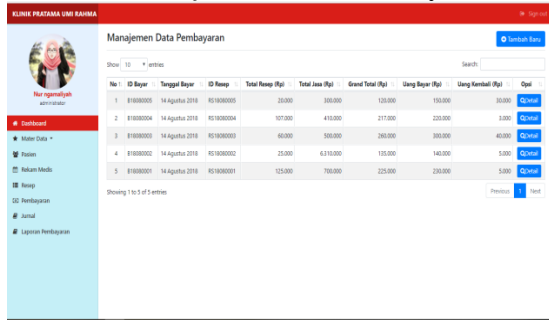 KLINIK PRATAMA UMI RAHMA
Sign out
Nur ngamaliyah
administrator
Dashboard
Mater Data
Pasien
Rekam Medis
Resep
Pembayaran
Jurnal
Laporan Pembayaran
Manajemen Data Pembayaran
Tambah Baru
Show 10 entries
Search:
No ID Bayar Tanggal Bayar ID Resep Total Resep (Rp) Total Jasa (Rp) Grand Total (Rp) Uang Bayar (Rp) Uang Kembali (Rp) Opsi
1 B18080005 14 Agustus 2018 RS18080005 20.000 100.000 120.000 150.000 30.000 Detail
2 B18080004 14 Agustus 2018 RS18080004 107.000 410.000 217.000 220.000 3.000 Detail
3 B18080003 14 Agustus 2018 RS18080003 60.000 500.000 260.000 300.000 40.000 Detail
4 B18080002 14 Agustus 2018 RS18080002 25.000 6.310.000 135.000 140.000 5.000 Detail
5 B18080001 14 Agustus 2018 RS18080001 125.000 700.000 225.000 230.000 5.000 Detail
Showing 1 to 5 of 5 entries
Previous 1 Next